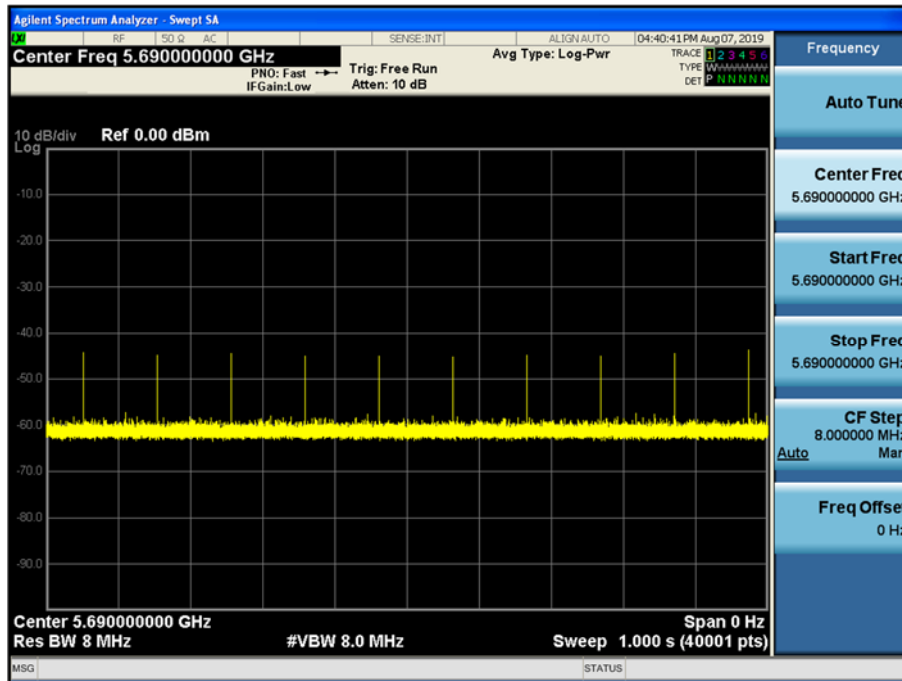 Agilent Spectrum Analyzer - Swept SA
LXI RF 50 Ω AC SENSE:INT ALIGN AUTO 04:40:41 PM Aug 07, 2019
Center Freq 5.690000000 GHz
PNO: Fast
IFGain:Low
Trig: Free Run
Atten: 10 dB
Avg Type: Log-Pwr
TRACE 1 2 3 4 5 6
TYPE W
DET P N N N N N
10 dB/div
Log
Ref 0.00 dBm
-10.0
-20.0
-30.0
-40.0
-50.0
-60.0
-70.0
-80.0
-90.0
Center 5.690000000 GHz
Span 0 Hz
Res BW 8 MHz
#VBW 8.0 MHz
Sweep 1.000 s (40001 pts)
MSG
STATUS
Frequency
Auto Tune
Center Freq
5.690000000 GHz
Start Freq
5.690000000 GHz
Stop Freq
5.690000000 GHz
CF Step
8.000000 MHz
Auto Man
Freq Offset
0 Hz